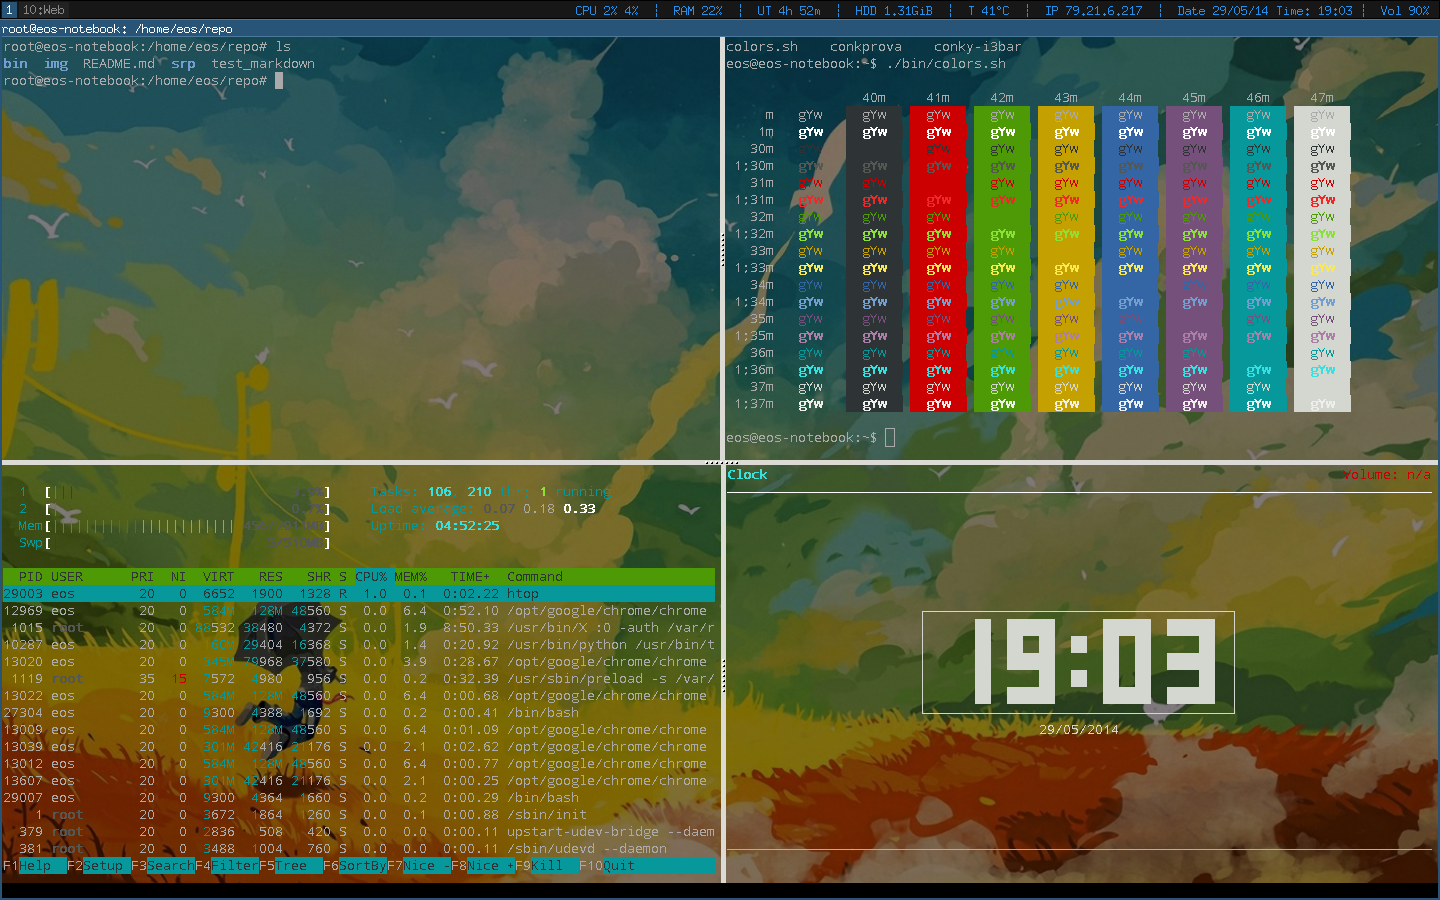 1 10:Web CPU 2% 4% ¦ RAM 22% ¦ UT 4h 52m ¦ HDD 1.31GiB ¦ T 41°C ¦ IP 79.21.6.217 ¦ Date 29/05/14 Time: 19:03 ¦ Vol 90%
root@eos-notebook: /home/eos/repo
root@eos-notebook:/home/eos/repo# ls
bin img README.md srp test_markdown
root@eos-notebook:/home/eos/repo#
colors.sh conkprova conky-i3bar
eos@eos-notebook:~$ ./bin/colors.sh
40m 41m 42m 43m 44m 45m 46m 47m
m gYw gYw gYw gYw gYw gYw gYw gYw gYw
1m gYw gYw gYw gYw gYw gYw gYw gYw gYw
30m gYw gYw gYw gYw gYw gYw gYw
1;30m gYw gYw gYw gYw gYw gYw gYw gYw gYw
31m gYw gYw gYw gYw gYw gYw gYw gYw
1;31m gYw gYw gYw gYw gYw gYw gYw gYw gYw
32m gYw gYw gYw gYw gYw gYw gYw gYw
1;32m gYw gYw gYw gYw gYw gYw gYw gYw gYw
33m gYw gYw gYw gYw gYw gYw gYw gYw
1;33m gYw gYw gYw gYw gYw gYw gYw gYw gYw
34m gYw gYw gYw gYw gYw gYw gYw gYw
1;34m gYw gYw gYw gYw gYw gYw gYw gYw gYw
35m gYw gYw gYw gYw gYw gYw gYw gYw
1;35m gYw gYw gYw gYw gYw gYw gYw gYw gYw
36m gYw gYw gYw gYw gYw gYw gYw gYw
1;36m gYw gYw gYw gYw gYw gYw gYw gYw gYw
37m gYw gYw gYw gYw gYw gYw gYw gYw
1;37m gYw gYw gYw gYw gYw gYw gYw gYw gYw
eos@eos-notebook:~$
1 [||| ]
2 [ ]
Mem[ ]
Swp[ ]
Tasks: 106, 210 thr; 1 running
Load average: 0.07 0.18 0.33
Uptime: 04:52:25
PID USER PRI NI VIRT RES SHR S CPU% MEM% TIME+ Command
29003 eos 20 0 6652 1900 1328 R 1.0 0.1 0:02.22 htop
12969 eos 20 0 584M 128M 48560 S 0.0 6.4 0:52.10 /opt/google/chrome/chrome
1015 root 20 0 38480 4372 S 0.0 1.9 8:50.33 /usr/bin/X :0 -auth /var/r
10287 eos 20 0 29404 16368 S 0.0 1.4 0:20.92 /usr/bin/python /usr/bin/t
13020 eos 20 0 79968 37580 S 0.0 3.9 0:28.67 /opt/google/chrome/chrome
1119 root 35 15 7572 4980 956 S 0.0 0.2 0:32.39 /usr/sbin/preload -s /var/
13022 eos 20 0 584M 128M 48560 S 0.0 6.4 0:00.68 /opt/google/chrome/chrome
27304 eos 20 0 9300 4388 1692 S 0.0 0.2 0:00.41 /bin/bash
13009 eos 20 0 584M 128M 48560 S 0.0 6.4 0:01.09 /opt/google/chrome/chrome
13039 eos 20 0 301M 42416 21176 S 0.0 2.1 0:02.62 /opt/google/chrome/chrome
13012 eos 20 0 584M 128M 48560 S 0.0 6.4 0:00.77 /opt/google/chrome/chrome
13607 eos 20 0 301M 42416 21176 S 0.0 2.1 0:00.25 /opt/google/chrome/chrome
29007 eos 20 0 9300 4364 1660 S 0.0 0.2 0:00.29 /bin/bash
1 root 20 0 3672 1864 1260 S 0.0 0.1 0:00.88 /sbin/init
379 root 20 0 2836 508 420 S 0.0 0.0 0:00.11 upstart-udev-bridge --daem
381 root 20 0 3488 1004 760 S 0.0 0.0 0:00.11 /sbin/udevd --daemon
F1Help F2Setup F3SearchF4FilterF5Tree F6SortByF7Nice -F8Nice +F9Kill F10Quit
Clock Volume: n/a
19:03
29/05/2014